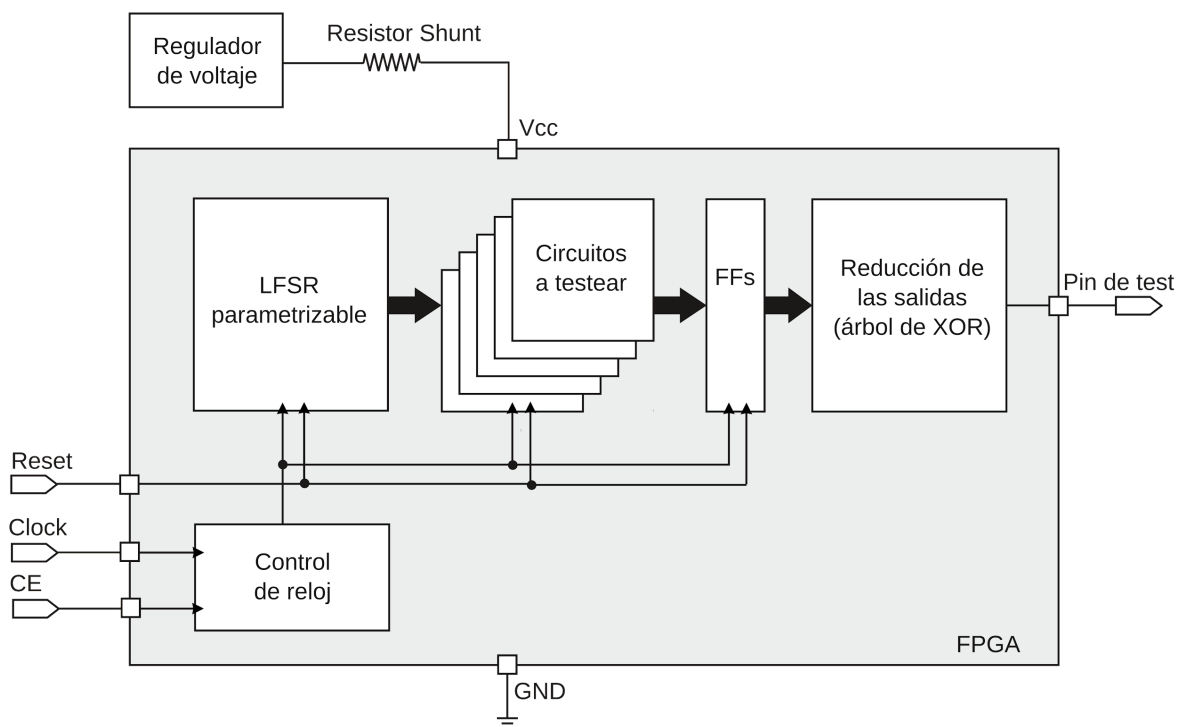 Regulador
de voltaje
Resistor Shunt
Vcc
LFSR
parametrizable
Circuitos
a testear
FFs
Reducción de
las salidas
(árbol de XOR)
Pin de test
Reset
Clock
CE
Control
de reloj
FPGA
GND